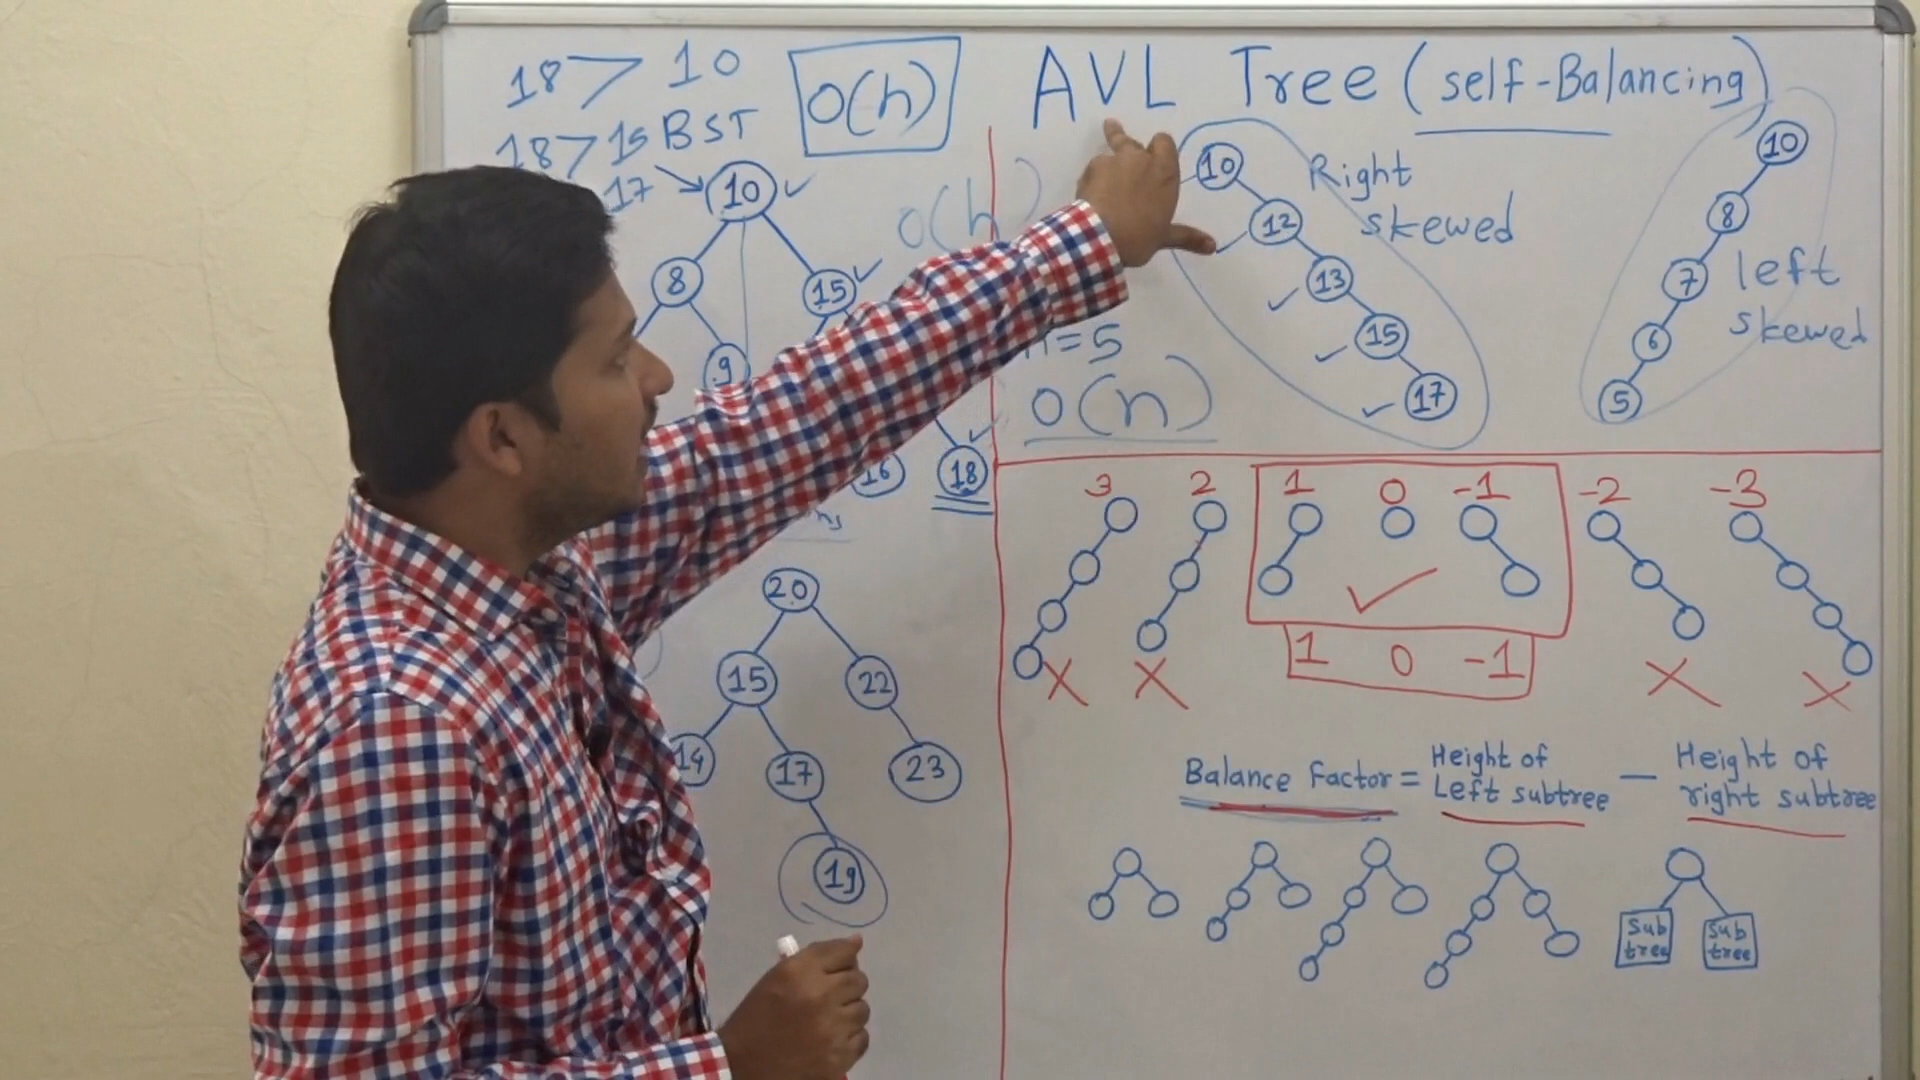 18 > 10
O(h)
AVL Tree (self-Balancing)
18 > 15 BST
17
10
8
15
9
16
18
O(h)
=5
O(n)
10
12
13
15
17
Right
skewed
10
8
7
6
5
left
skewed
3 2 1 0 -1 -2 -3
1 0 -1
20
15
22
14
17
23
19
Balance Factor = Height of Left subtree — Height of right subtree
Sub
tree
Sub
tree